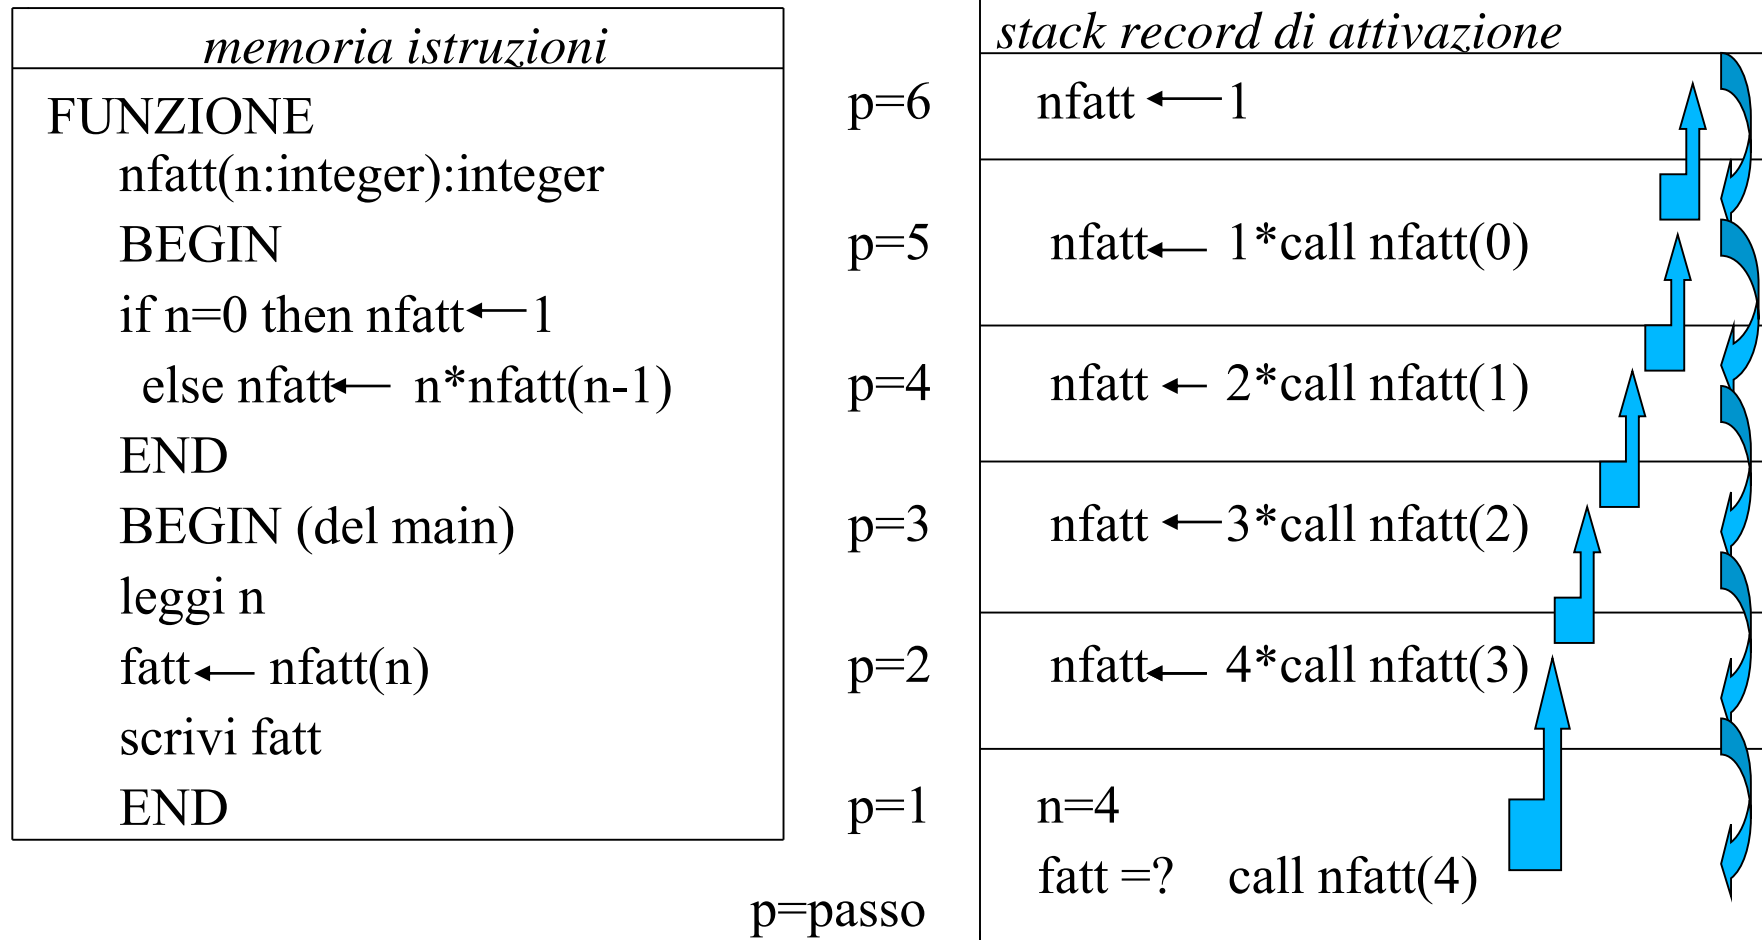 memoria istruzioni
FUNZIONE
nfatt(n:integer):integer
BEGIN
if n=0 then nfatt ← 1
else nfatt ← n*nfatt(n-1)
END
BEGIN (del main)
leggi n
fatt ← nfatt(n)
scrivi fatt
END
stack record di attivazione
p=6 nfatt ← 1
p=5 nfatt ← 1*call nfatt(0)
p=4 nfatt ← 2*call nfatt(1)
p=3 nfatt ← 3*call nfatt(2)
p=2 nfatt ← 4*call nfatt(3)
p=1 n=4
fatt =? call nfatt(4)
p=passo